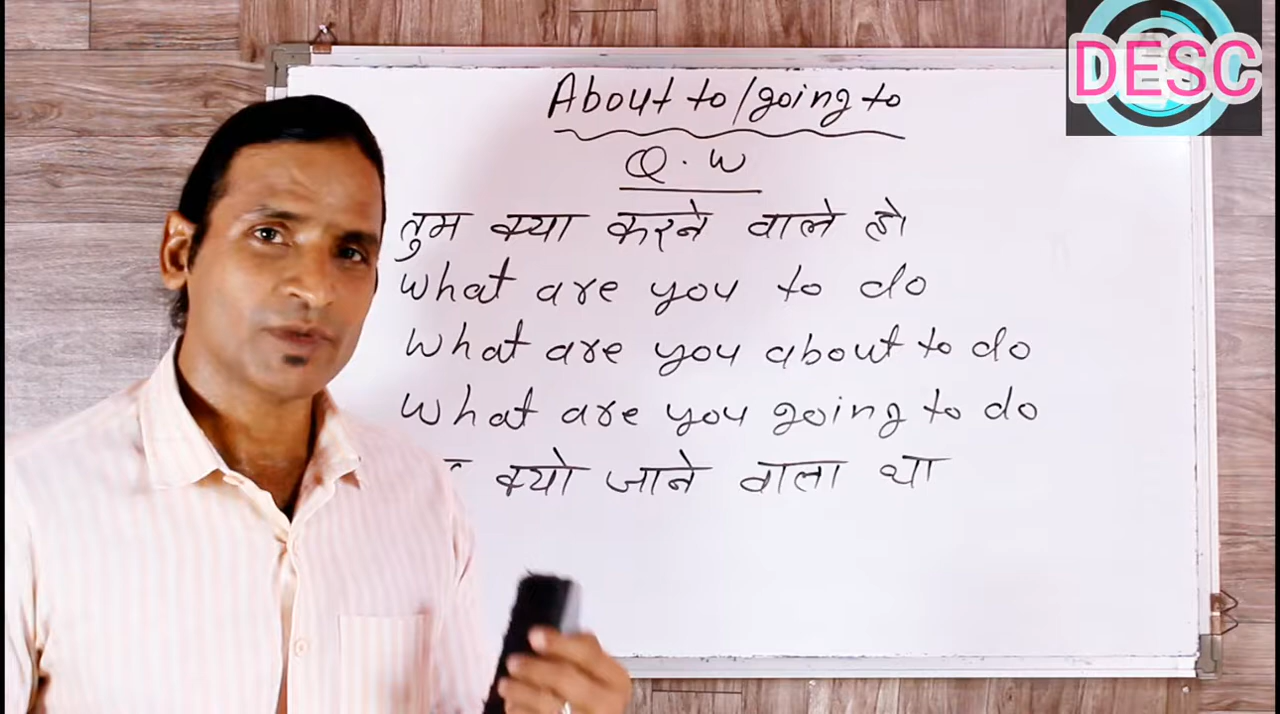 DESC
About to/going to
Q.W
तुम क्या करने वाले हो
What are you to do
What are you about to do
What are you going to do
क्यो जाने वाला था